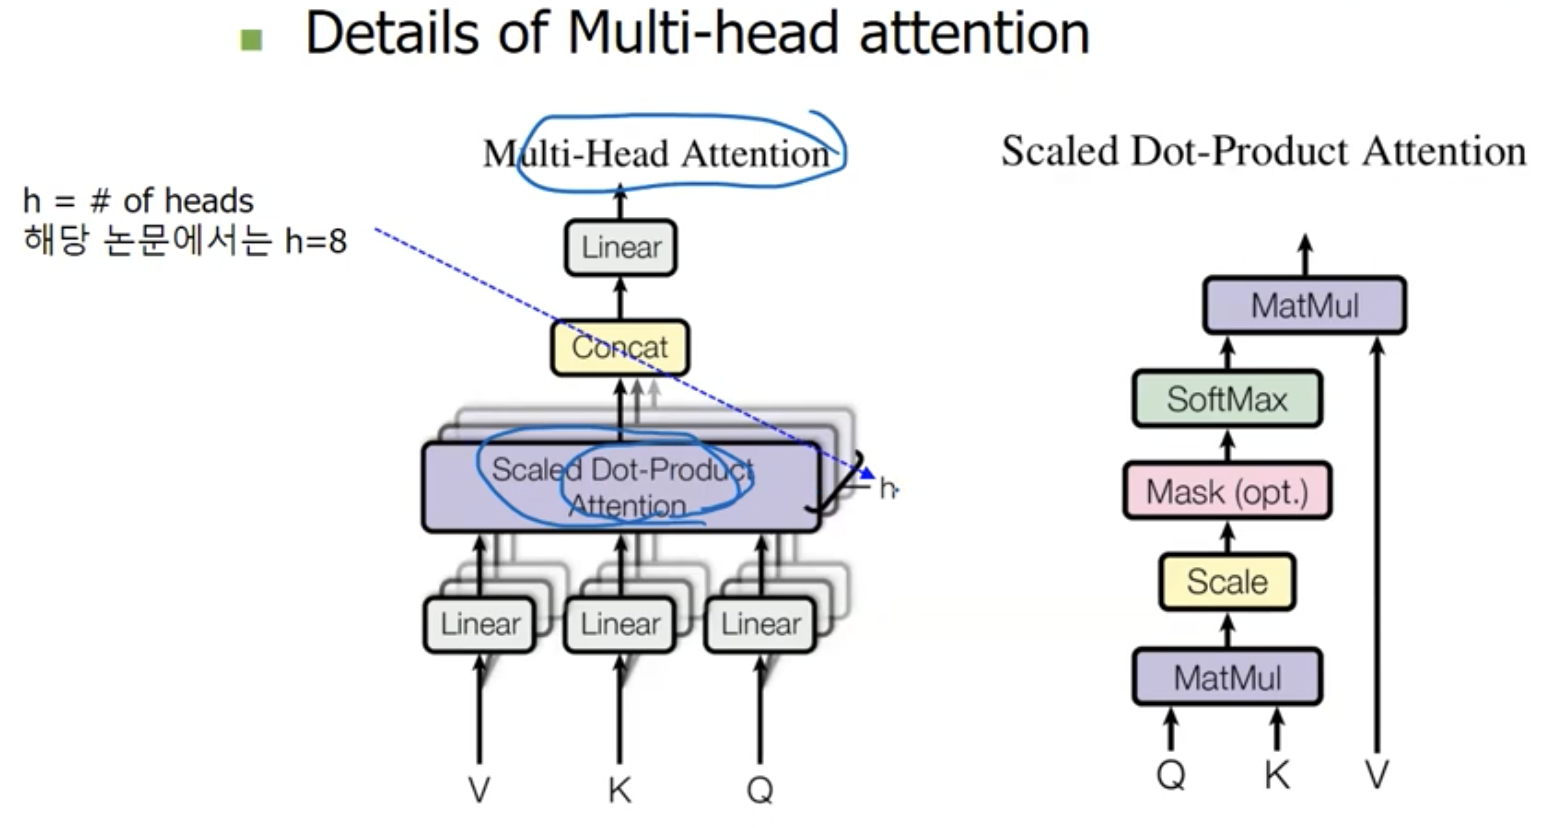 Details of Multi-head attention
Multi-Head Attention
h = # of heads
해당 논문에서는 h=8
Linear
Concat
Scaled Dot-Product
Attention
h
Linear
Linear
Linear
V
K
Q
Scaled Dot-Product Attention
MatMul
SoftMax
Mask (opt.)
Scale
MatMul
Q
K
V